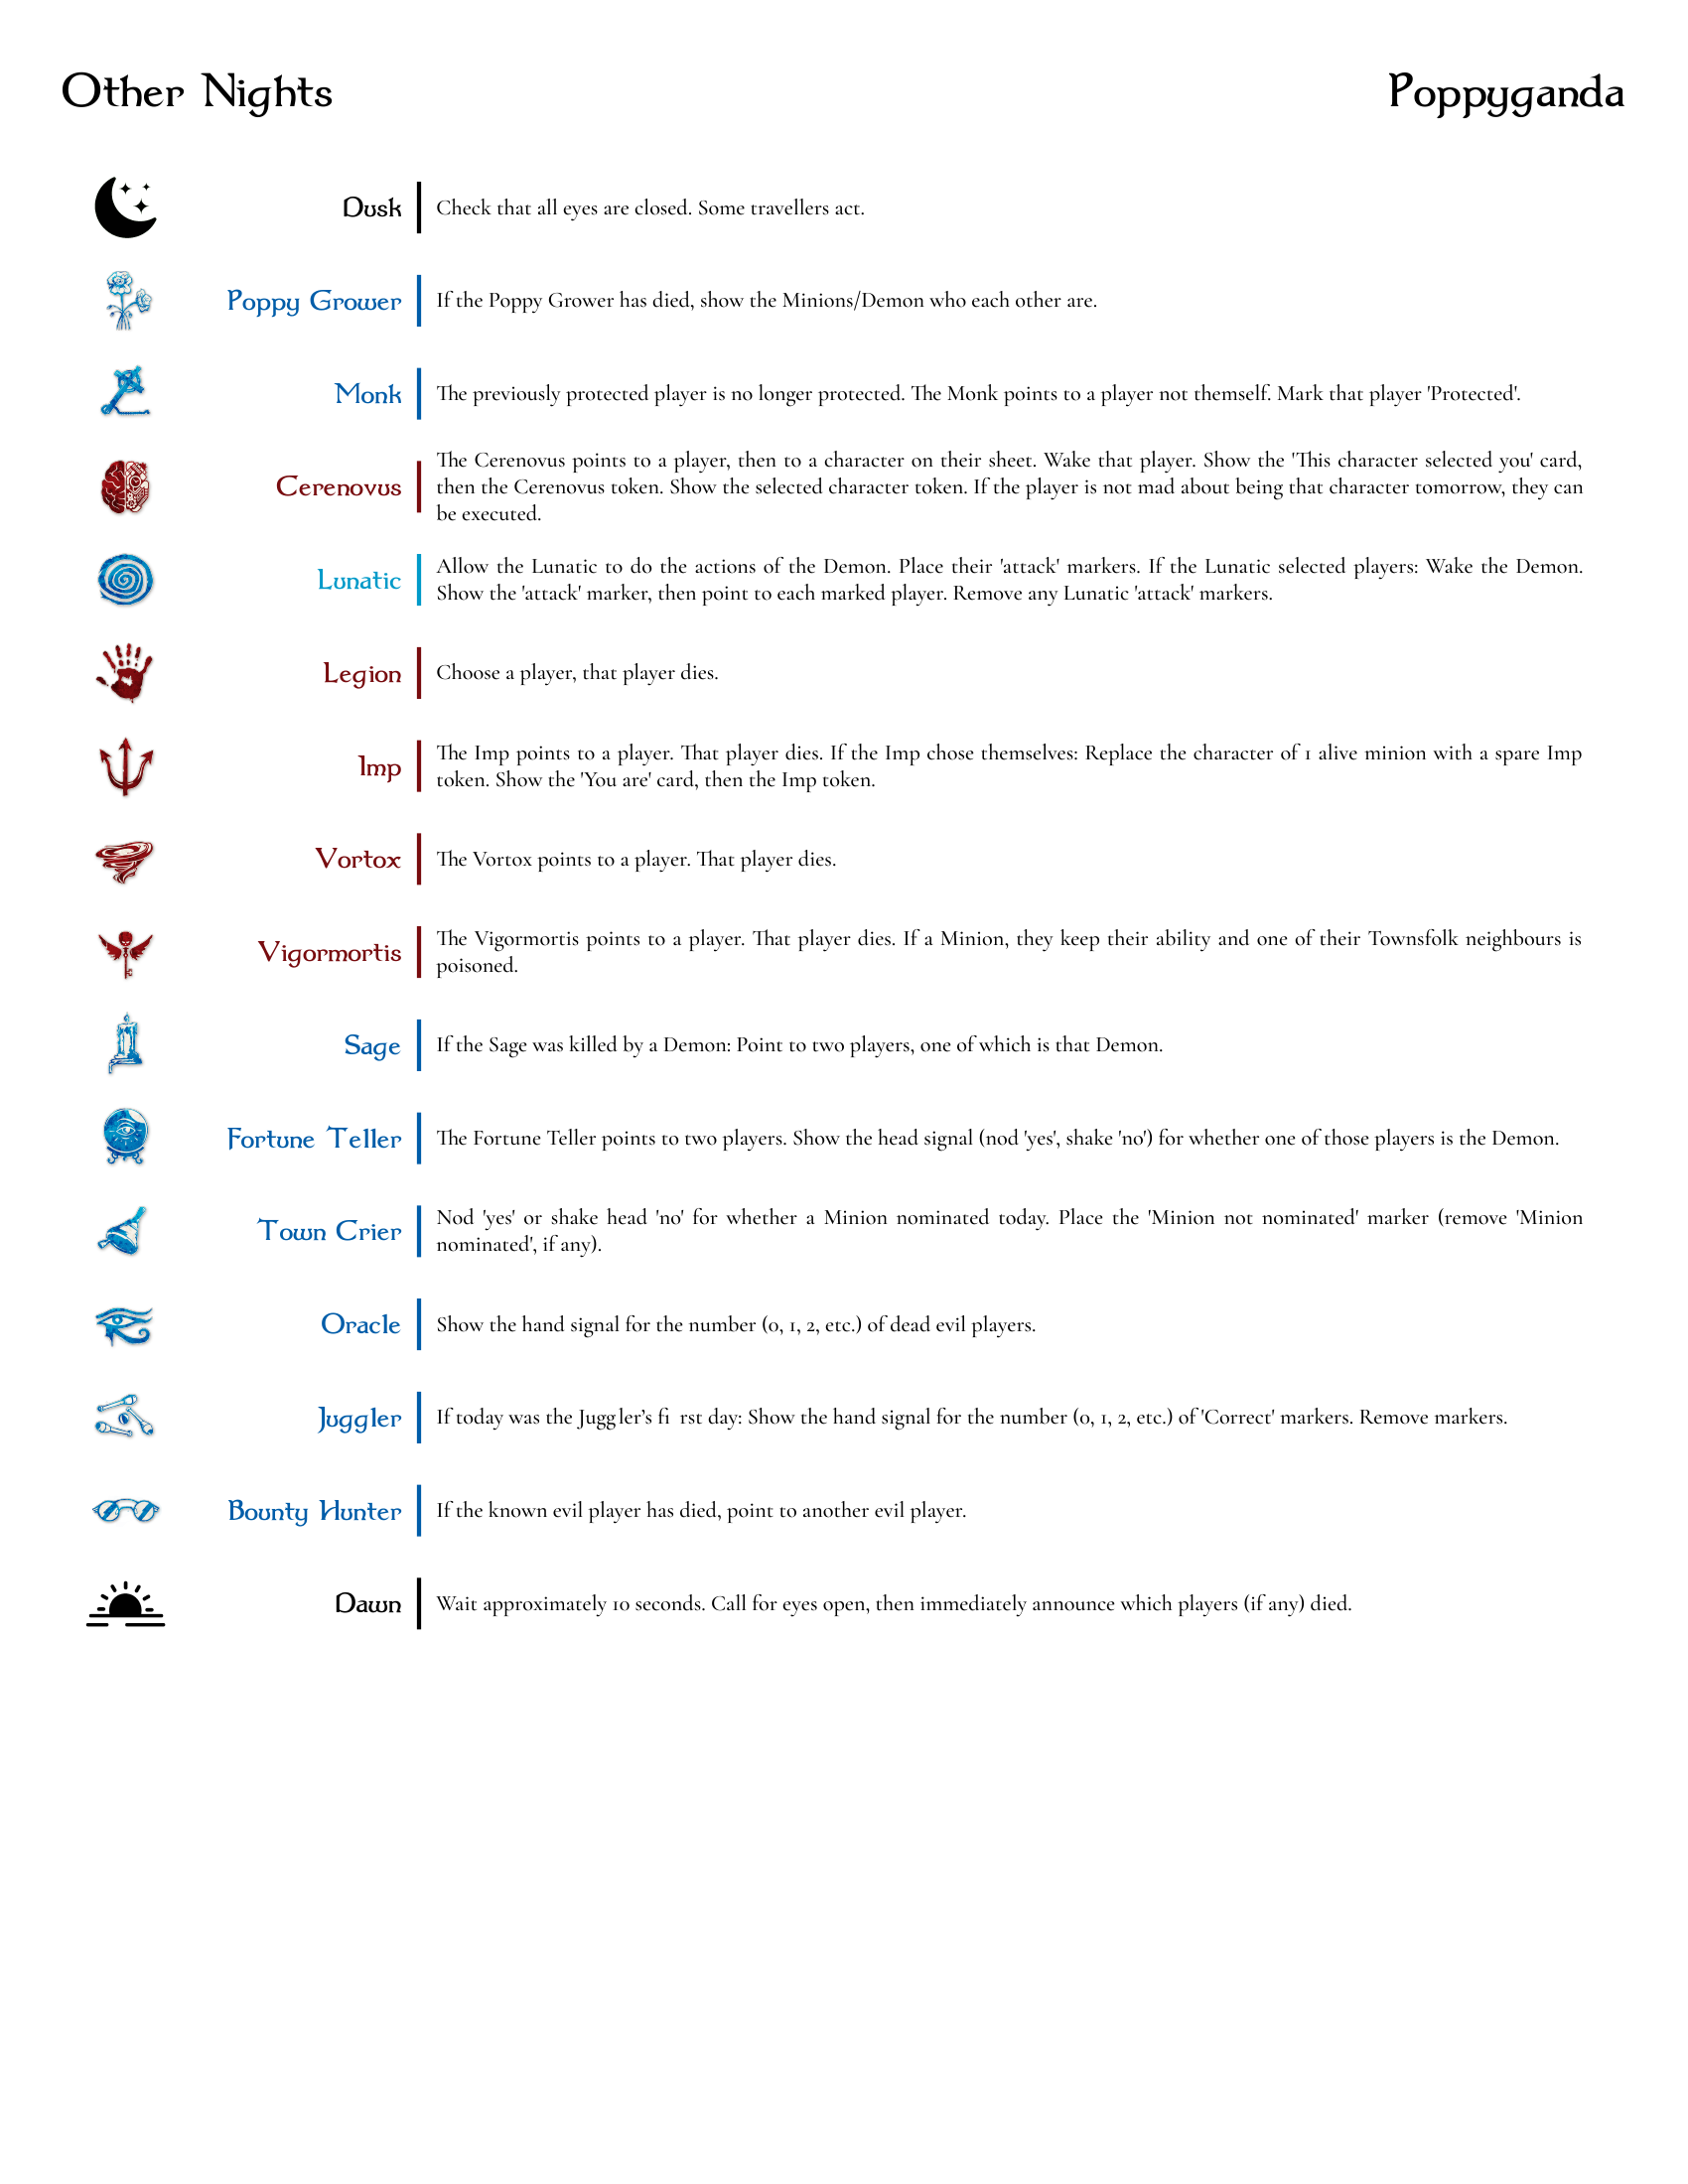 Other Nights
Poppyganda
Dusk
Check that all eyes are closed. Some travellers act.
Poppy Grower
If the Poppy Grower has died, show the Minions/Demon who each other are.
Monk
The previously protected player is no longer protected. The Monk points to a player not themself. Mark that player 'Protected'.
Cerenovus
The Cerenovus points to a player, then to a character on their sheet. Wake that player. Show the 'This character selected you' card,
then the Cerenovus token. Show the selected character token. If the player is not mad about being that character tomorrow, they can
be executed.
Lunatic
Allow the Lunatic to do the actions of the Demon. Place their 'attack' markers. If the Lunatic selected players: Wake the Demon.
Show the 'attack' marker, then point to each marked player. Remove any Lunatic 'attack' markers.
Legion
Choose a player, that player dies.
Imp
The Imp points to a player. That player dies. If the Imp chose themselves: Replace the character of 1 alive minion with a spare Imp
token. Show the 'You are' card, then the Imp token.
Vortox
The Vortox points to a player. That player dies.
Vigormortis
The Vigormortis points to a player. That player dies. If a Minion, they keep their ability and one of their Townsfolk neighbours is
poisoned.
Sage
If the Sage was killed by a Demon: Point to two players, one of which is that Demon.
Fortune Teller
The Fortune Teller points to two players. Show the head signal (nod 'yes', shake 'no') for whether one of those players is the Demon.
Town Crier
Nod 'yes' or shake head 'no' for whether a Minion nominated today. Place the 'Minion not nominated' marker (remove 'Minion
nominated', if any).
Oracle
Show the hand signal for the number (0, 1, 2, etc.) of dead evil players.
Juggler
If today was the Juggler’s fi rst day: Show the hand signal for the number (0, 1, 2, etc.) of 'Correct' markers. Remove markers.
Bounty Hunter
If the known evil player has died, point to another evil player.
Dawn
Wait approximately 10 seconds. Call for eyes open, then immediately announce which players (if any) died.